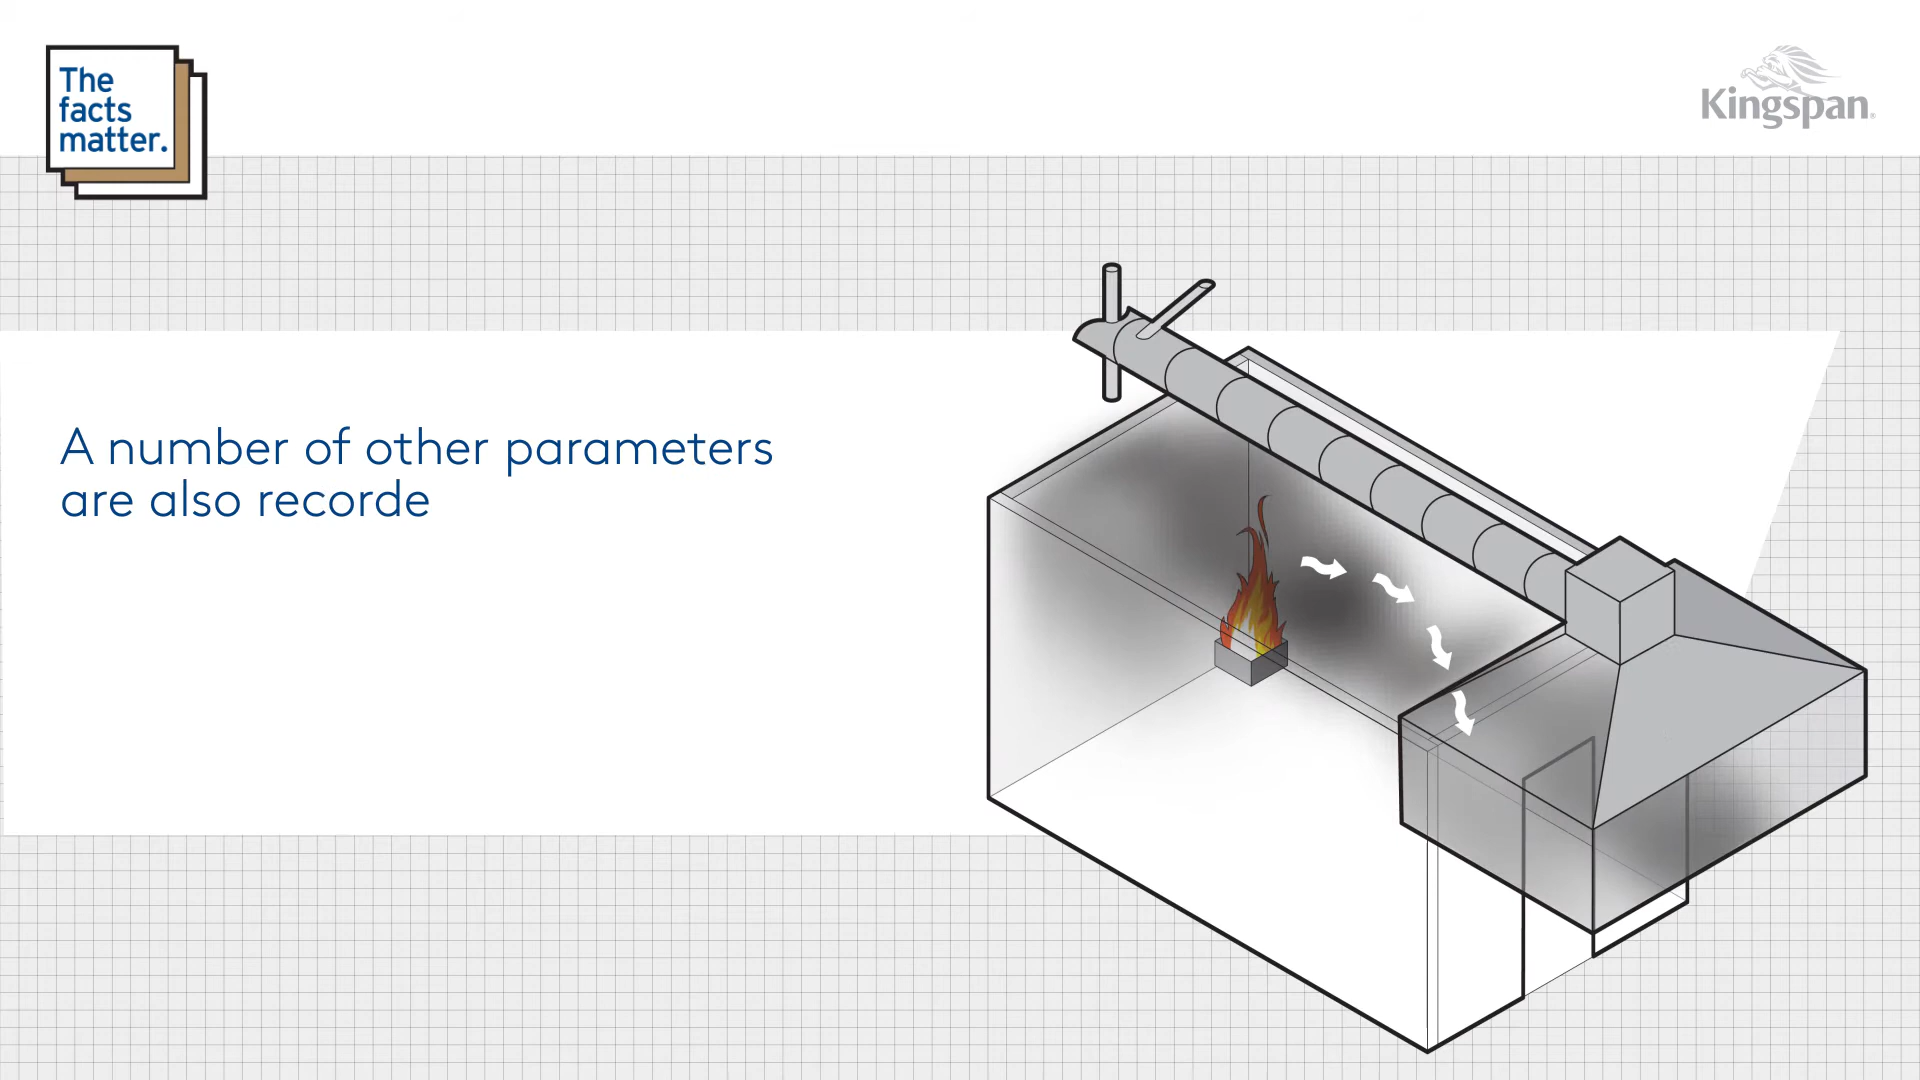 The
facts
matter.
Kingspan
A number of other parameters
are also recorde